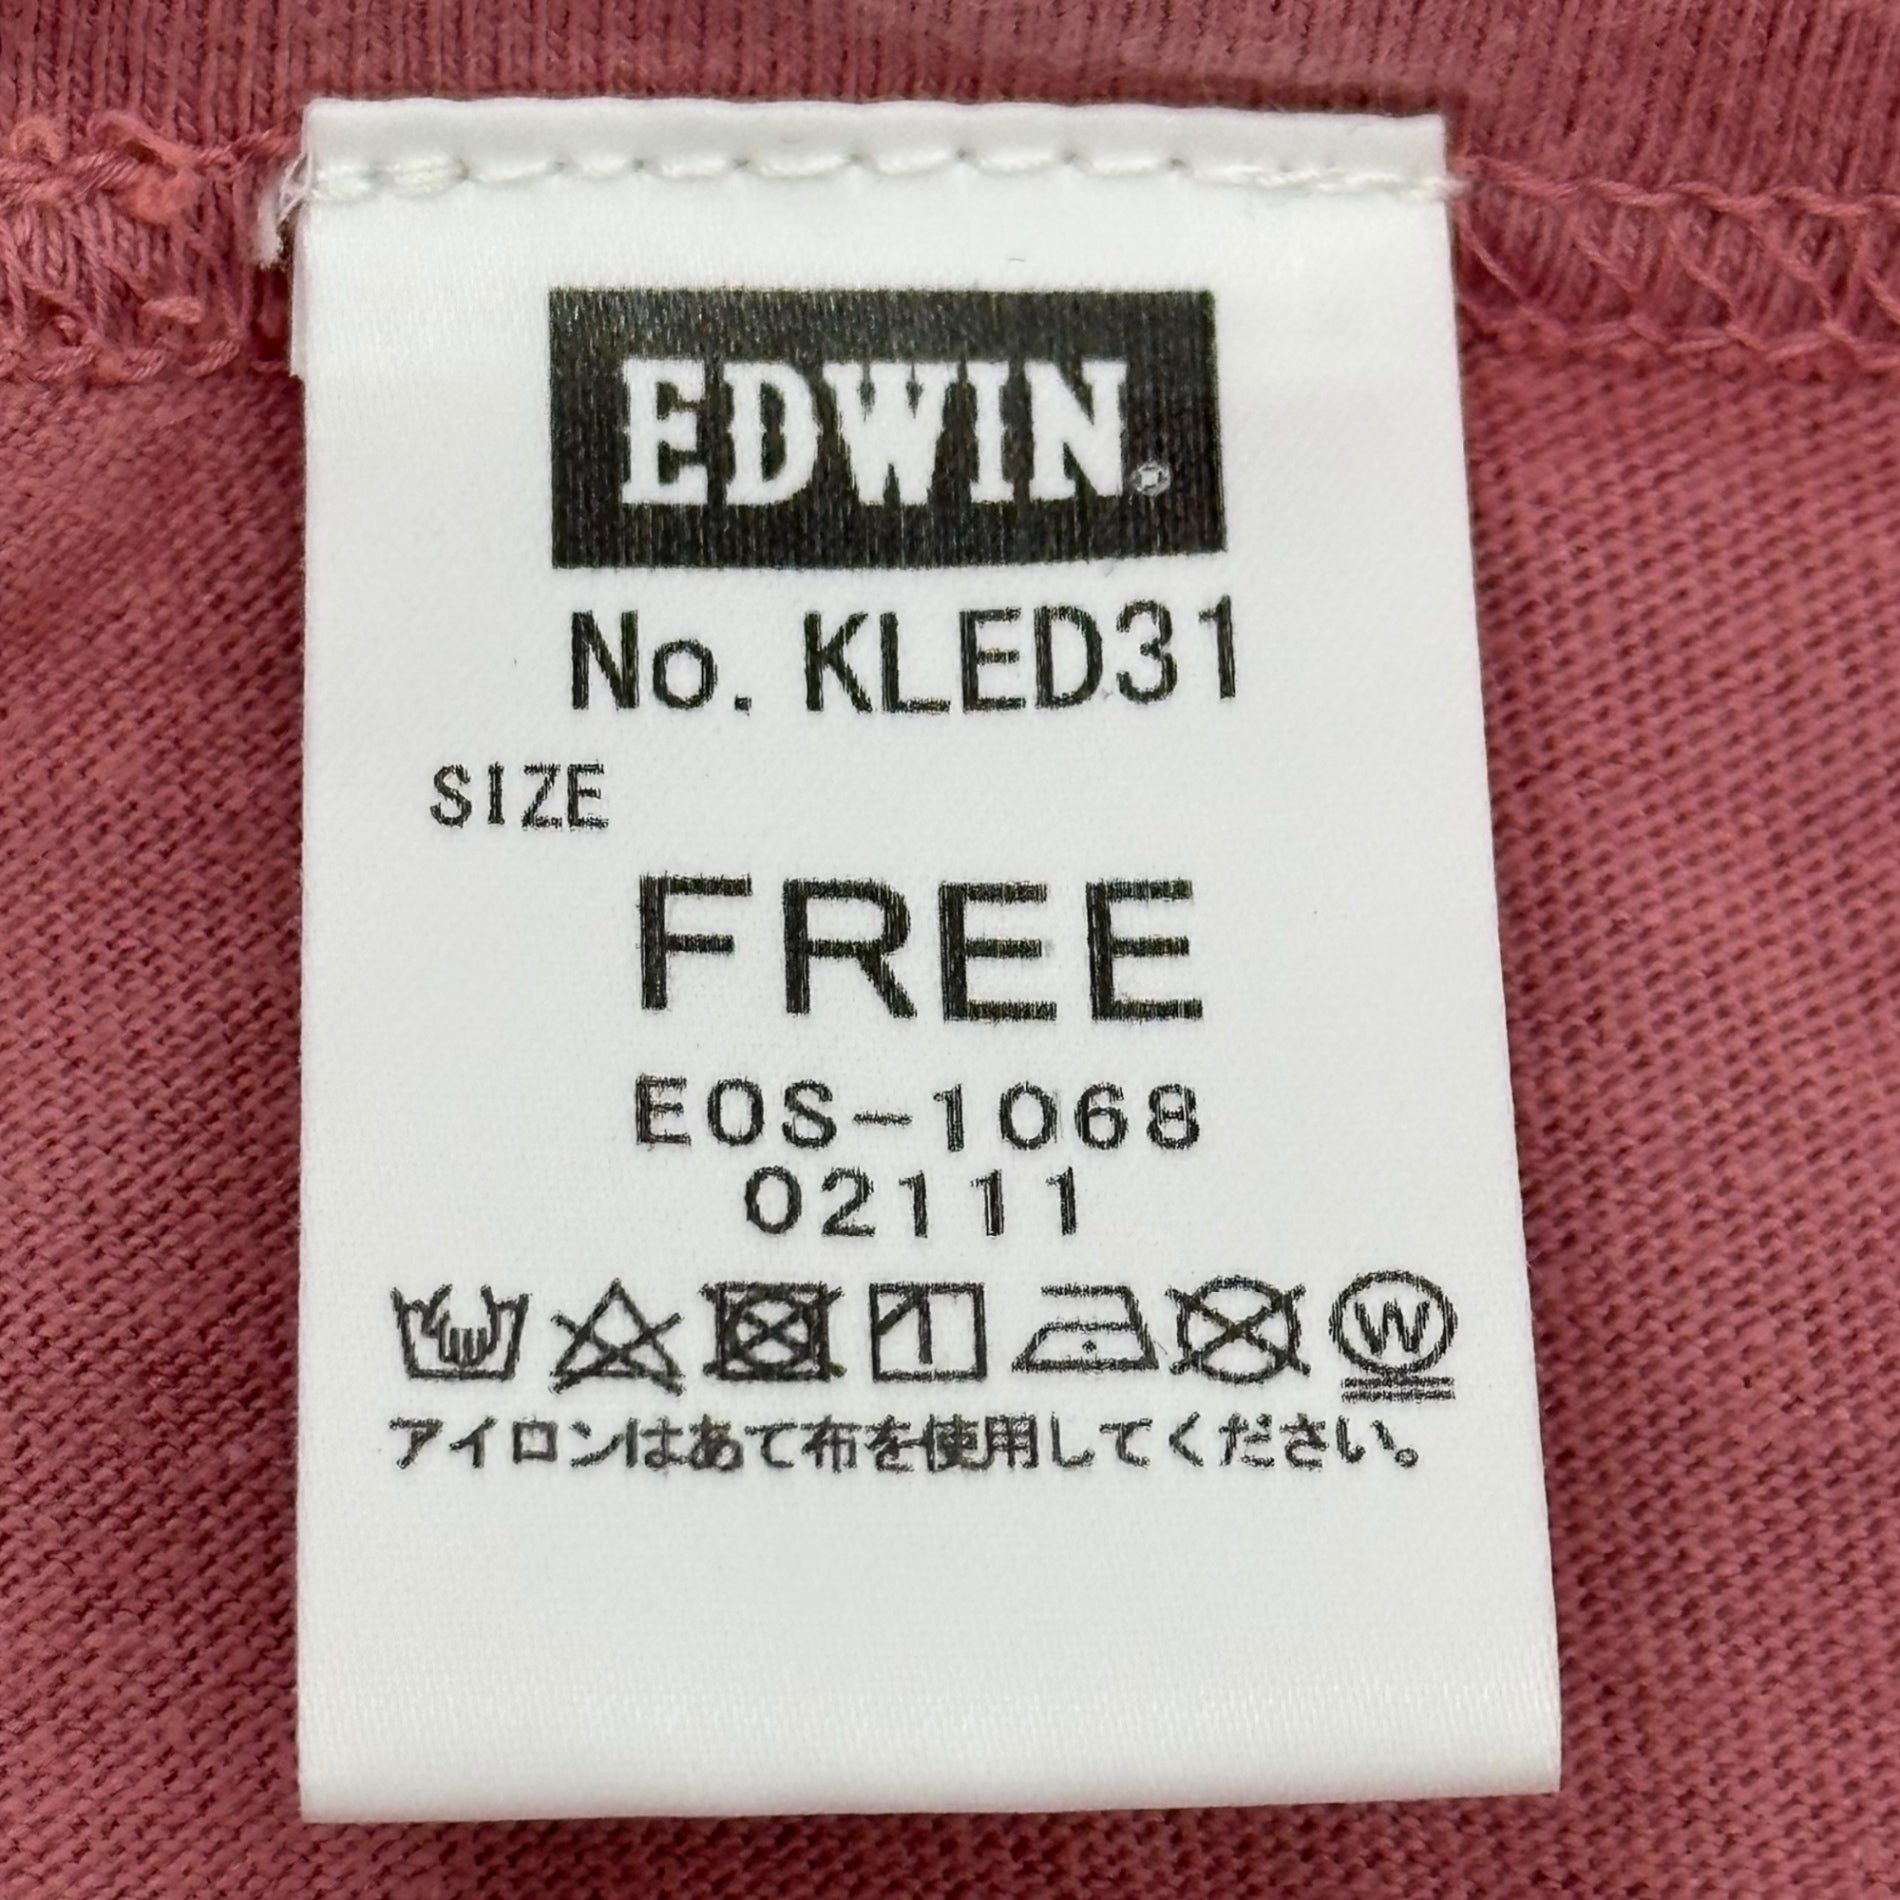 EDWIN®
No. KLED31
SIZE
FREE
EOS-1068
02111
W
アイロンはあて布を使用してください。